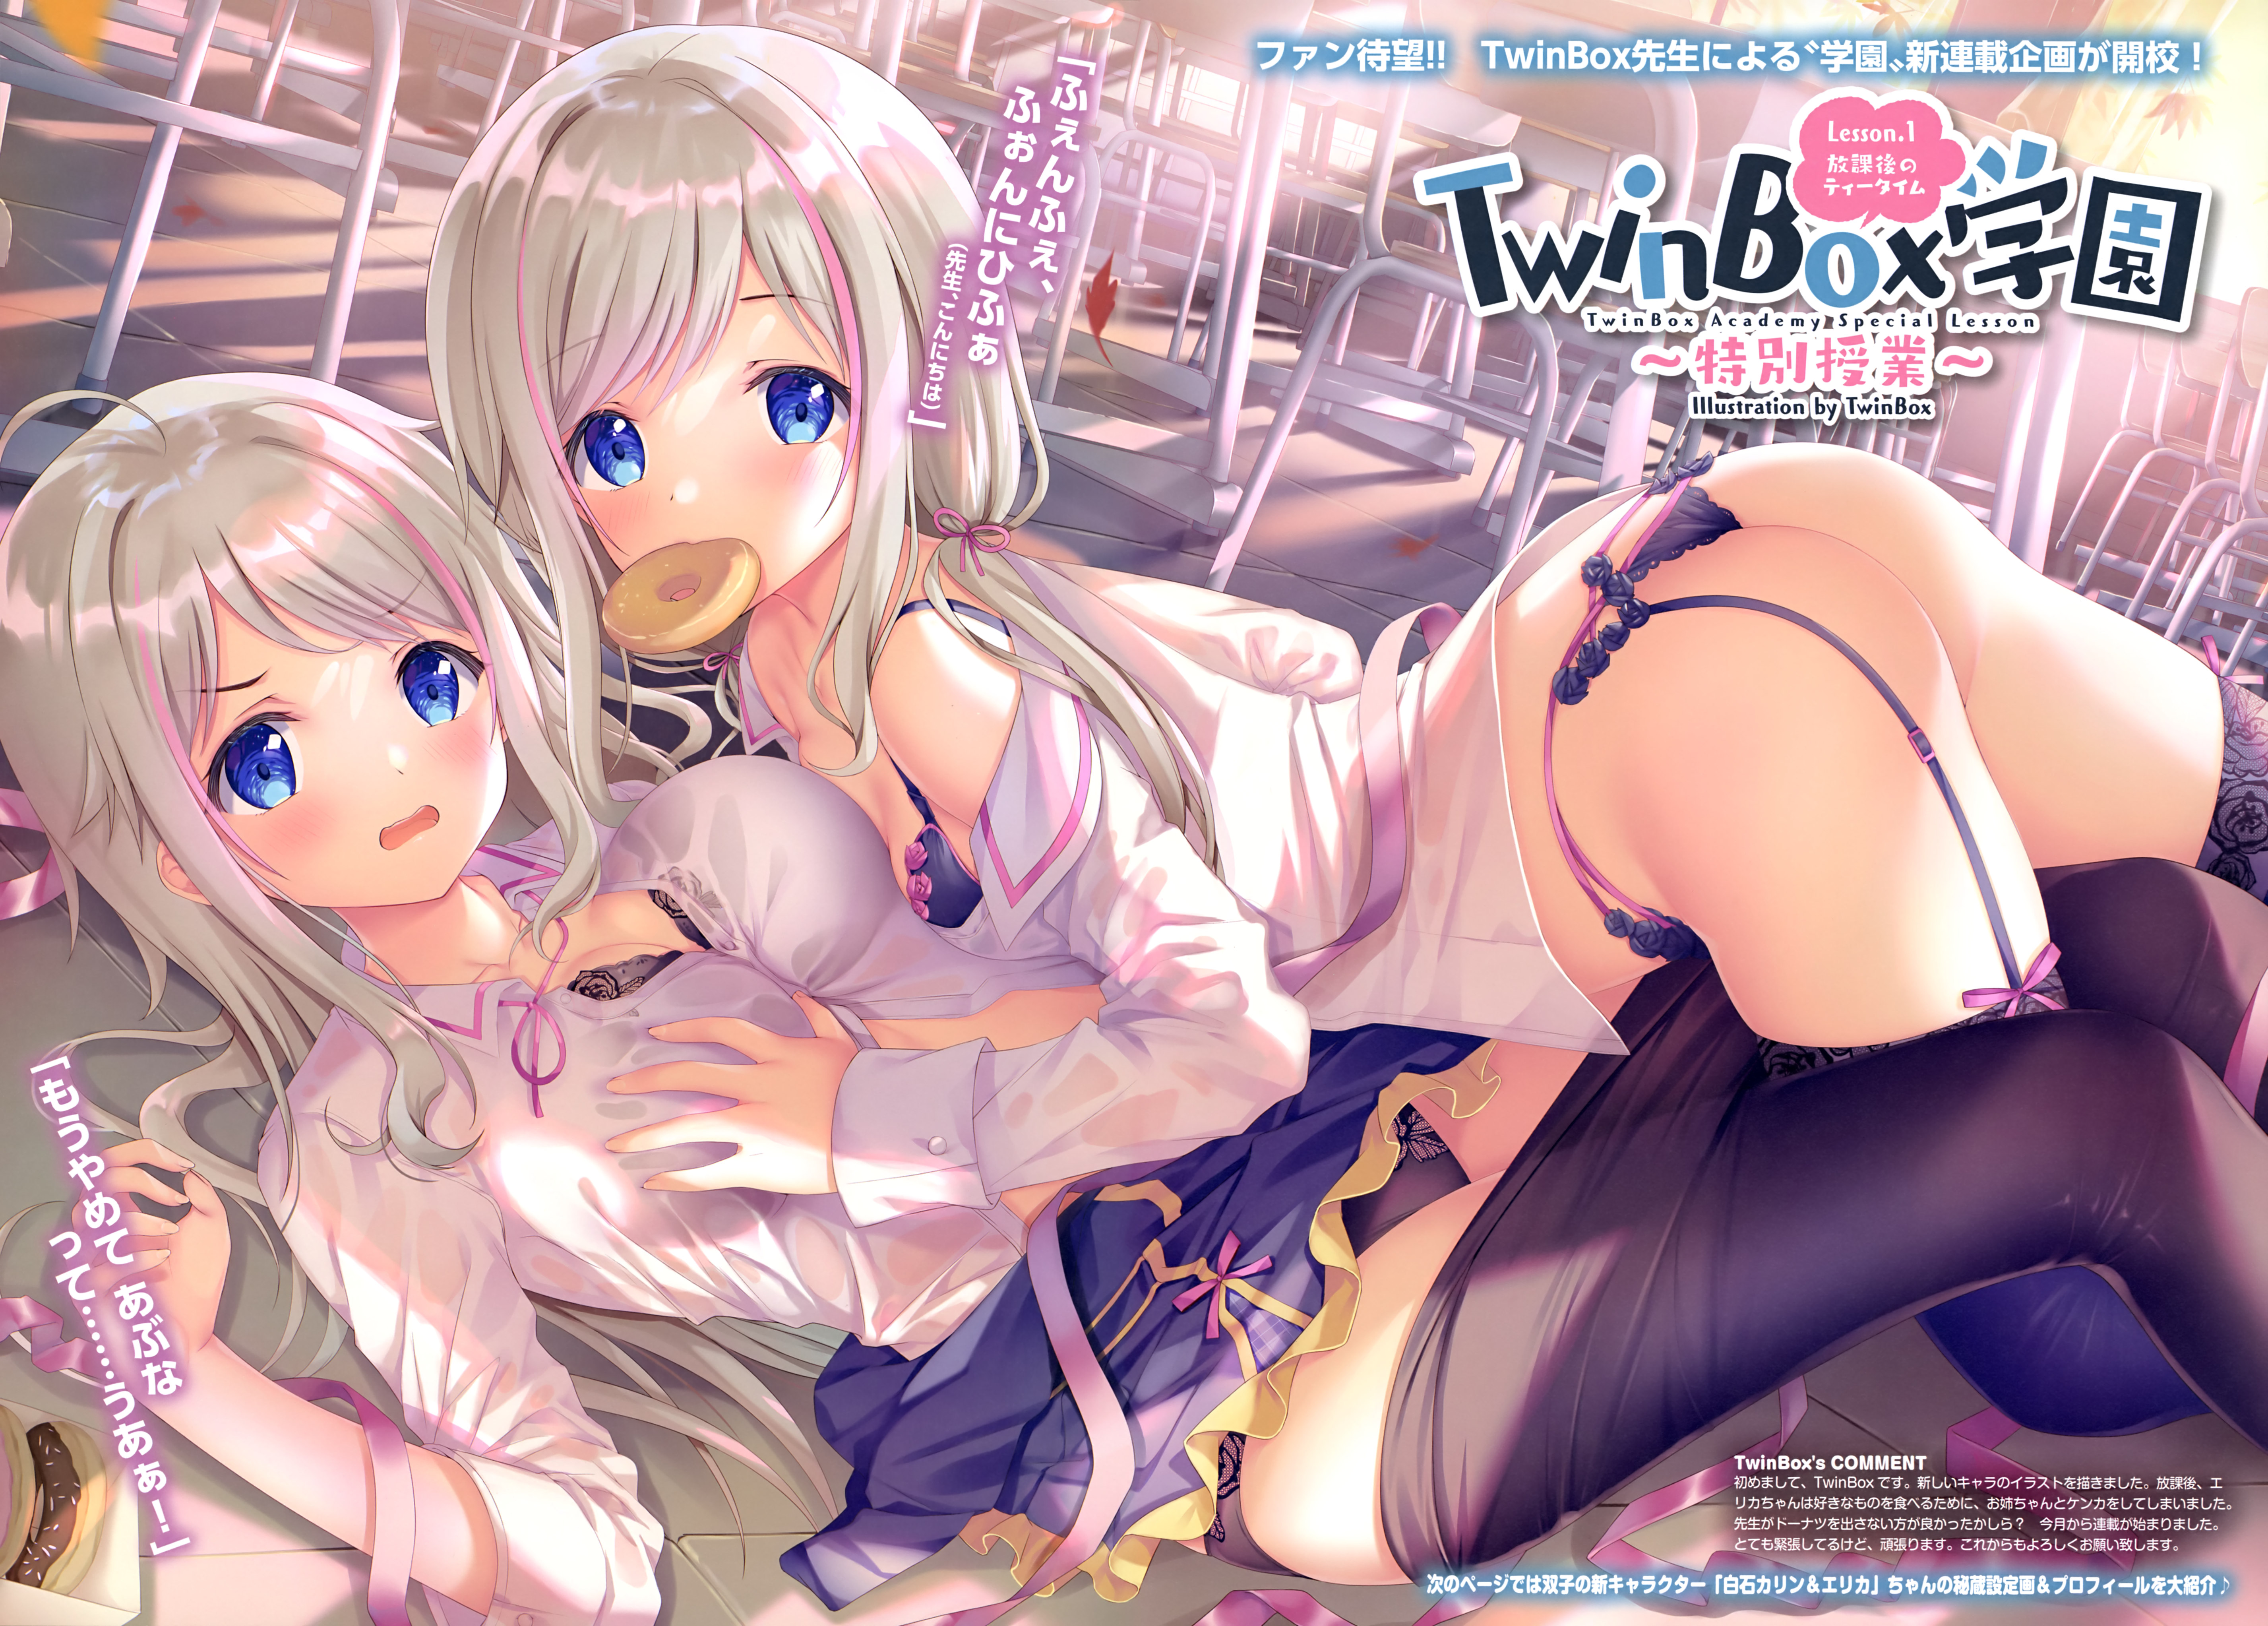 ファン待望!!　TwinBox先生による〝学園〟新連載企画が開校！
Lesson.1
放課後の
ティータイム
TwinBox学園
TwinBox Academy Special Lesson
～特別授業～
Illustration by TwinBox
「ふぇんふぇ、
ふぉんにひふぁ
(先生、こんにちは)」
「もうやめて あぶな
って……うあぁ！」
TwinBox's COMMENT
初めまして、TwinBoxです。新しいキャラのイラストを描きました。放課後、エ
リカちゃんは好きなものを食べるために、お姉ちゃんとケンカをしてしまいました。
先生がドーナツを出さない方が良かったかしら？　今月から連載が始まりました。
とても緊張してるけど、頑張ります。これからもよろしくお願い致します。
次のページでは双子の新キャラクター「白石カリン＆エリカ」ちゃんの秘蔵設定画＆プロフィールを大紹介♪